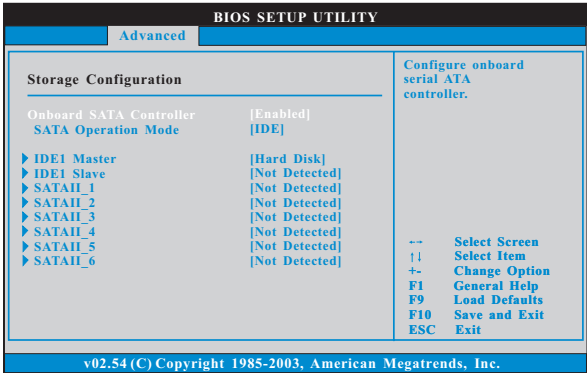 BIOS SETUP UTILITY
Advanced
Storage Configuration
Onboard SATA Controller [Enabled]
SATA Operation Mode [IDE]
IDE1 Master [Hard Disk]
IDE1 Slave [Not Detected]
SATAII_1 [Not Detected]
SATAII_2 [Not Detected]
SATAII_3 [Not Detected]
SATAII_4 [Not Detected]
SATAII_5 [Not Detected]
SATAII_6 [Not Detected]
Configure onboard
serial ATA
controller.
←→ Select Screen
↑↓ Select Item
+- Change Option
F1 General Help
F9 Load Defaults
F10 Save and Exit
ESC Exit
v02.54 (C) Copyright 1985-2003, American Megatrends, Inc.